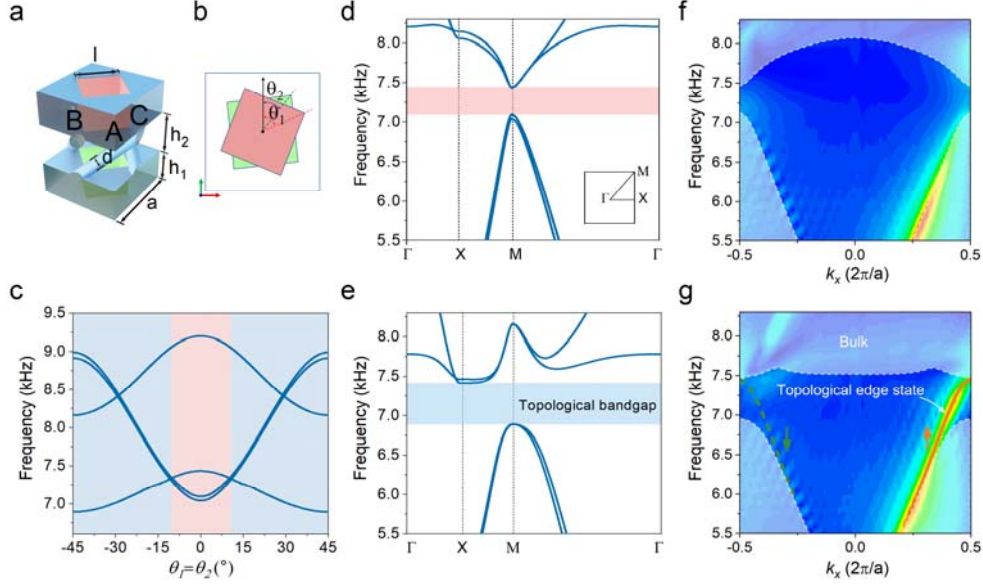 a
l
B
A
C
d
h2
h1
a
b
θ2
θ1
c
Frequency (kHz)
9.5
9.0
8.5
8.0
7.5
7.0
-45 -30 -15 0 15 30 45
θ1=θ2(°)
d
Frequency (kHz)
8.0
7.5
7.0
6.5
6.0
5.5
M
Γ
X
Γ X M Γ
e
Frequency (kHz)
8.0
7.5
7.0
6.5
6.0
5.5
Topological bandgap
Γ X M Γ
f
Frequency (kHz)
8.0
7.5
7.0
6.5
6.0
5.5
-0.5 0.0 0.5
kx (2π/a)
g
Frequency (kHz)
8.0
7.5
7.0
6.5
6.0
5.5
Bulk
Topological edge state
-0.5 0.0 0.5
kx (2π/a)